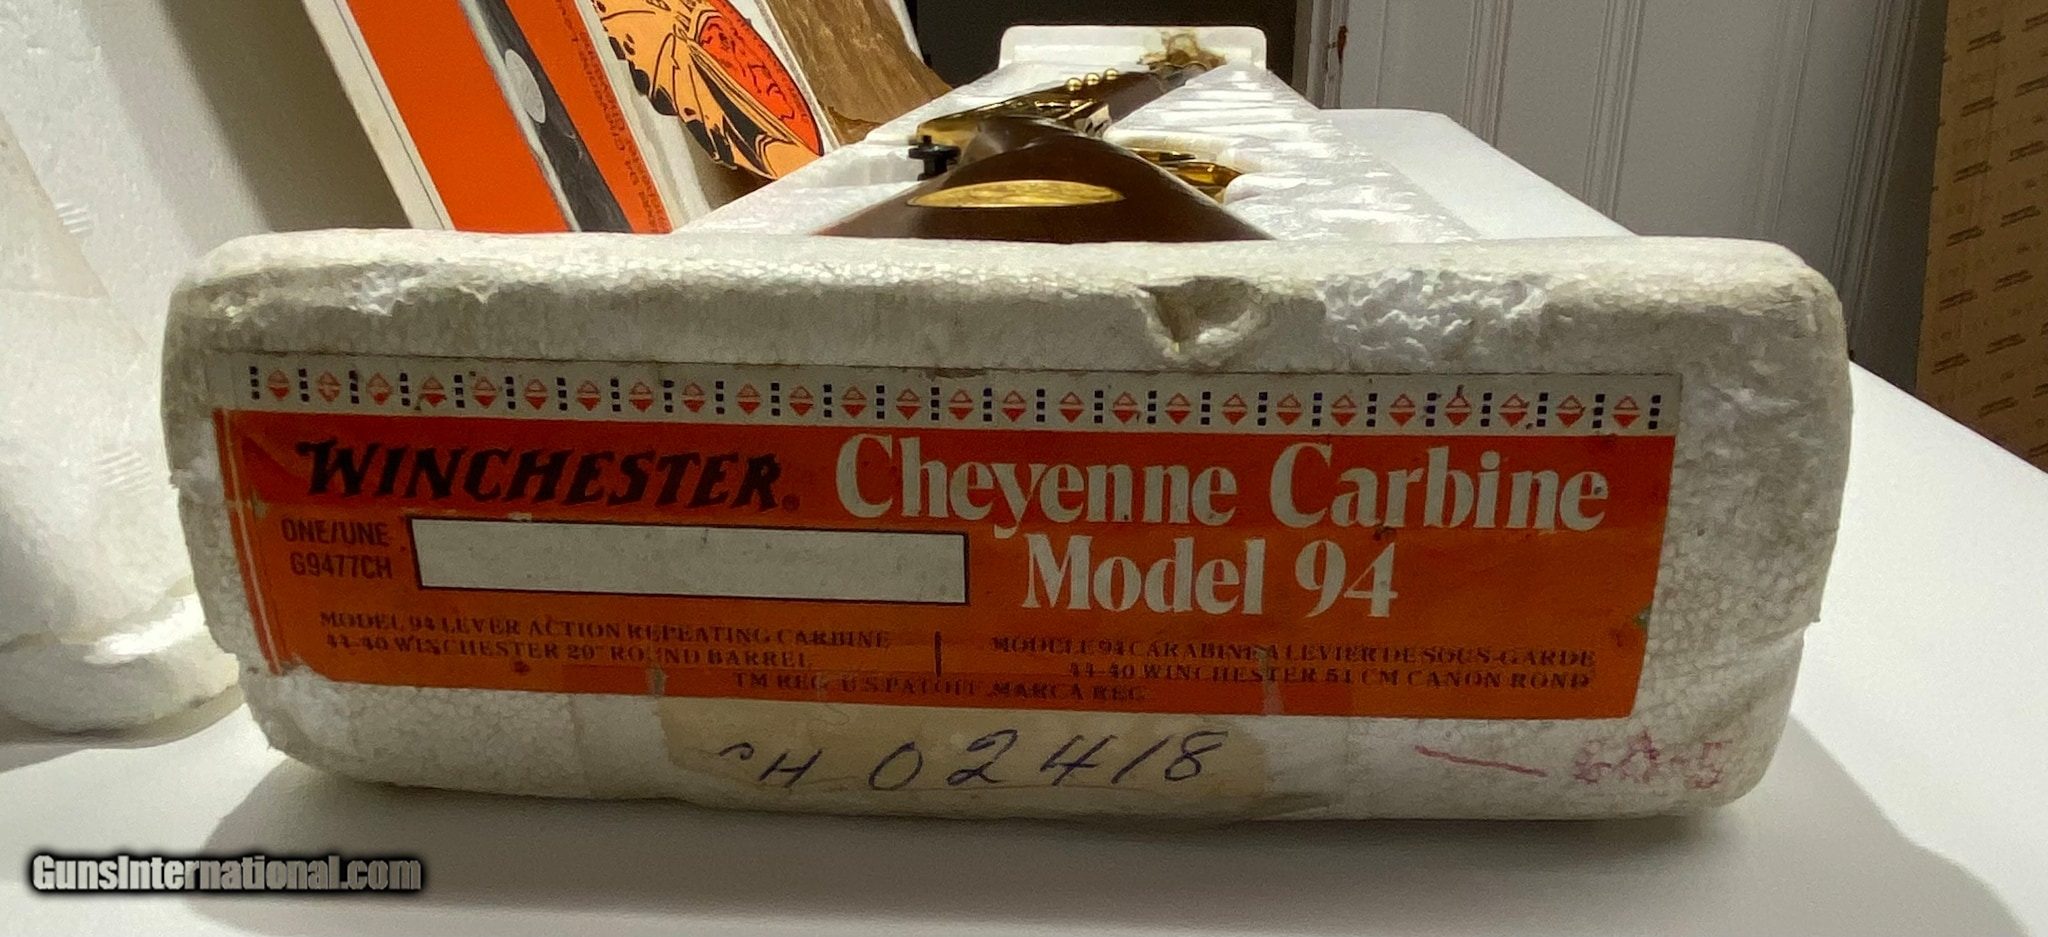 WINCHESTER®
Cheyenne Carbine
Model 94
ONE/UNE
G9477CH
MODEL 94 LEVER ACTION REPEATING CARBINE
44-40 WINCHESTER 20" ROUND BARREL
MODULE 94 CARABINE A LEVIER DE SOUS-GARDE
44-40 WINCHESTER 51 CM CANON ROND
TM REG. U.S. PAT. OFF. MARCA REG.
CH 02418
GunsInternational.com